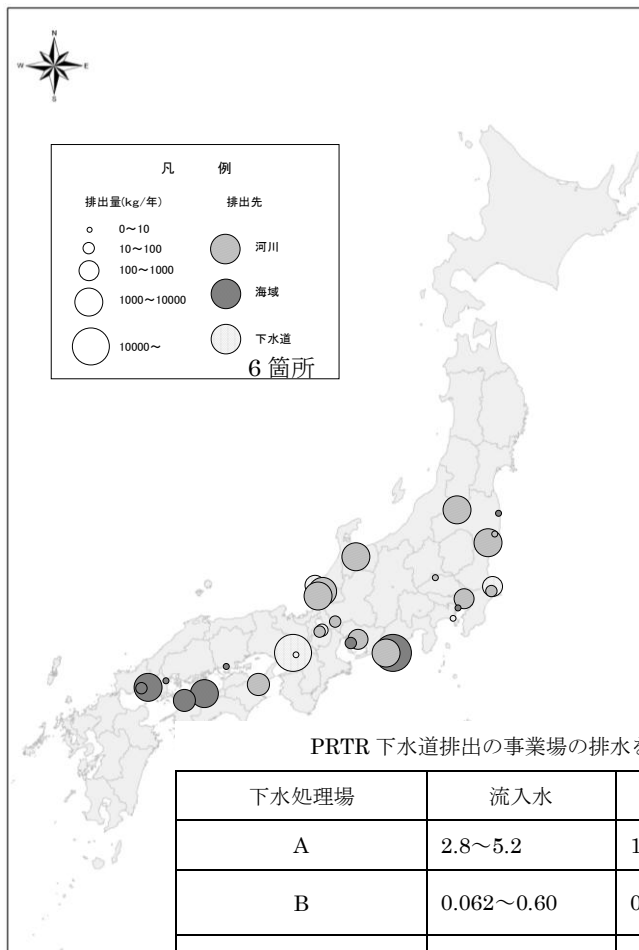 N
W
E
S
凡 例
排出量(kg/年) 排出先
0～10
10～100
100～1000
1000～10000
10000～
河川
海域
下水道
6 箇所
PRTR 下水道排出の事業場の排水を
下水処理場 流入水
A 2.8～5.2 1
B 0.062～0.60 0